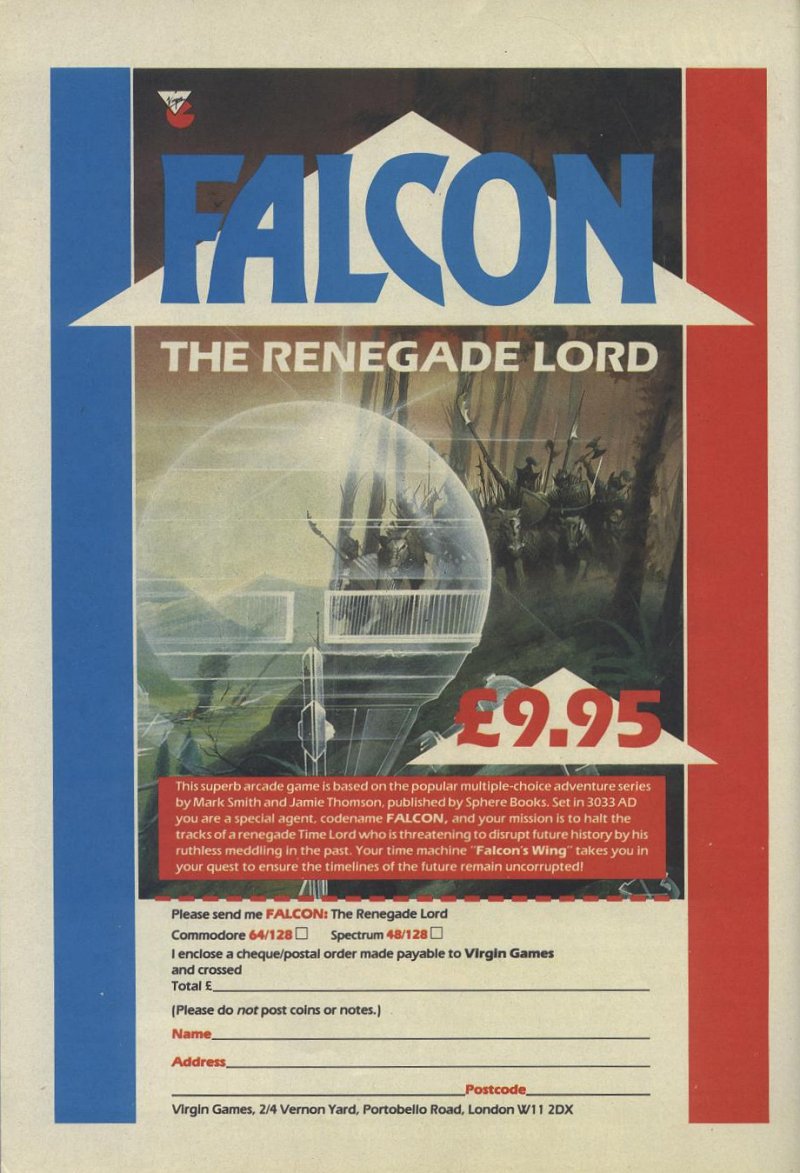 Virgin
FALCON
THE RENEGADE LORD
£9.95
This superb arcade game is based on the popular multiple-choice adventure series
by Mark Smith and Jamie Thomson, published by Sphere Books. Set in 3033 AD
you are a special agent, codename FALCON, and your mission is to halt the
tracks of a renegade Time Lord who is threatening to disrupt future history by his
ruthless meddling in the past. Your time machine "Falcon's Wing" takes you in
your quest to ensure the timelines of the future remain uncorrupted!
Please send me FALCON: The Renegade Lord
Commodore 64/128 □ Spectrum 48/128 □
I enclose a cheque/postal order made payable to Virgin Games
and crossed
Total £
(Please do not post coins or notes.)
Name
Address
Postcode
Virgin Games, 2/4 Vernon Yard, Portobello Road, London W11 2DX